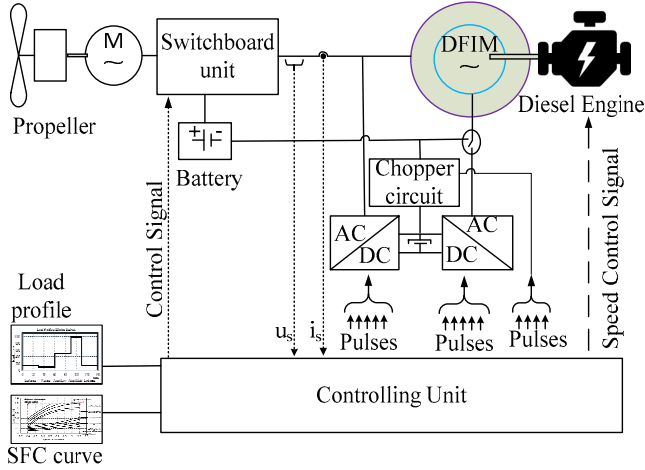 M
~
Switchboard
unit
DFIM
~
Propeller
Diesel Engine
Battery
Chopper
circuit
Control Signal
Speed Control Signal
AC
DC
AC
DC
Load
profile
us
is
Pulses
Pulses
Pulses
Controlling Unit
SFC curve